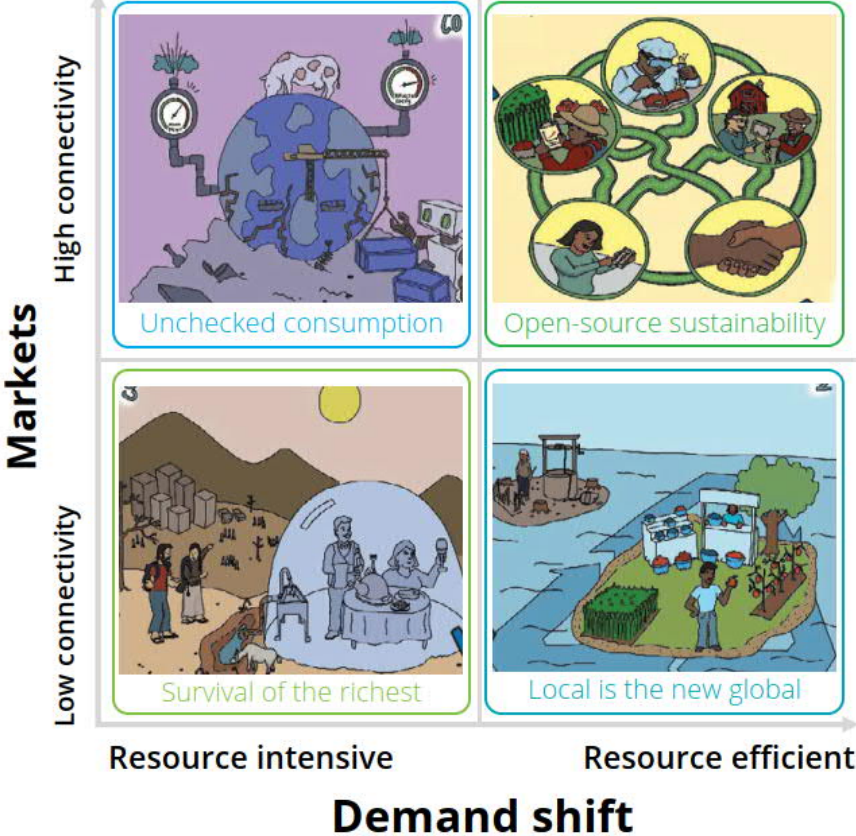 High connectivity
Unchecked consumption
Open-source sustainability
Markets
Low connectivity
Survival of the richest
Local is the new global
Resource intensive
Resource efficient
Demand shift